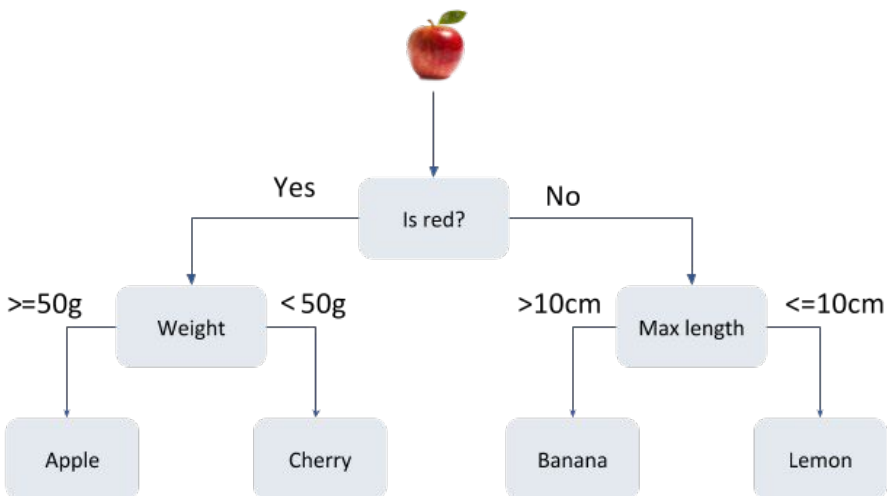 Yes
No
Is red?
>=50g
< 50g
>10cm
<=10cm
Weight
Max length
Apple
Cherry
Banana
Lemon